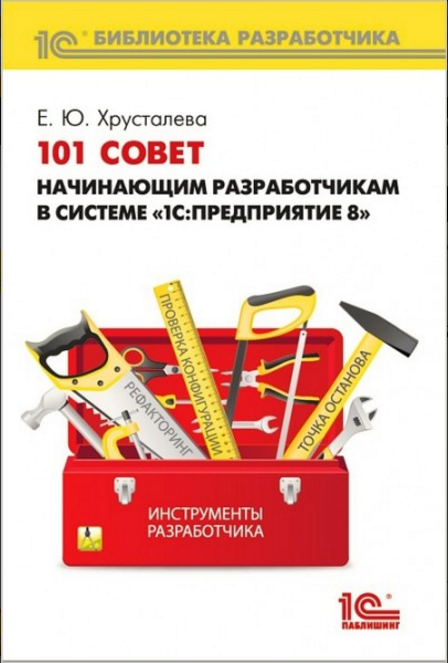 1С® БИБЛИОТЕКА РАЗРАБОТЧИКА
Е. Ю. Хрусталева
101 СОВЕТ
НАЧИНАЮЩИМ РАЗРАБОТЧИКАМ
В СИСТЕМЕ «1С:ПРЕДПРИЯТИЕ 8»
РЕФАКТОРИНГ
ПРОВЕРКА КОНФИГУРАЦИИ
ТОЧКА ОСТАНОВА
ИНСТРУМЕНТЫ
РАЗРАБОТЧИКА
1С®
ПАБЛИШИНГ